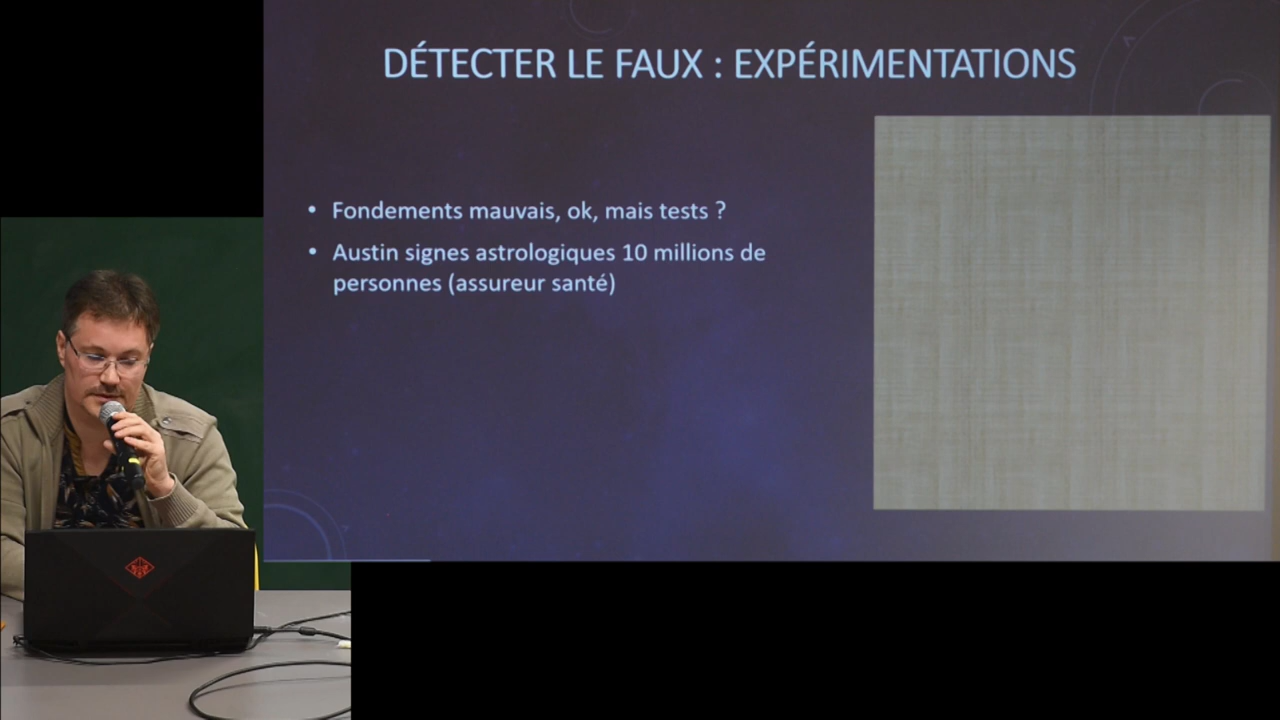 DÉTECTER LE FAUX : EXPÉRIMENTATIONS
• Fondements mauvais, ok, mais tests ?
• Austin signes astrologiques 10 millions de
personnes (assureur santé)